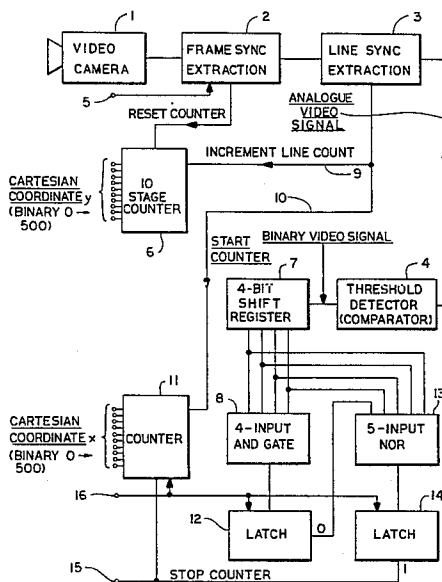 1
2
3
VIDEO
CAMERA
FRAME SYNC
EXTRACTION
LINE SYNC
EXTRACTION
5
RESET COUNTER
ANALOGUE
VIDEO
SIGNAL
INCREMENT LINE COUNT
9
CARTESIAN
COORDINATE y
(BINARY 0→
500)
10
STAGE
COUNTER
6
10
START
COUNTER
BINARY VIDEO SIGNAL
7
4
4-BIT
SHIFT
REGISTER
THRESHOLD
DETECTOR
(COMPARATOR)
11
8
13
CARTESIAN
COORDINATE x
(BINARY 0→
500)
COUNTER
4-INPUT
AND GATE
5-INPUT
NOR
16
14
12
LATCH
0
LATCH
15
STOP COUNTER
1